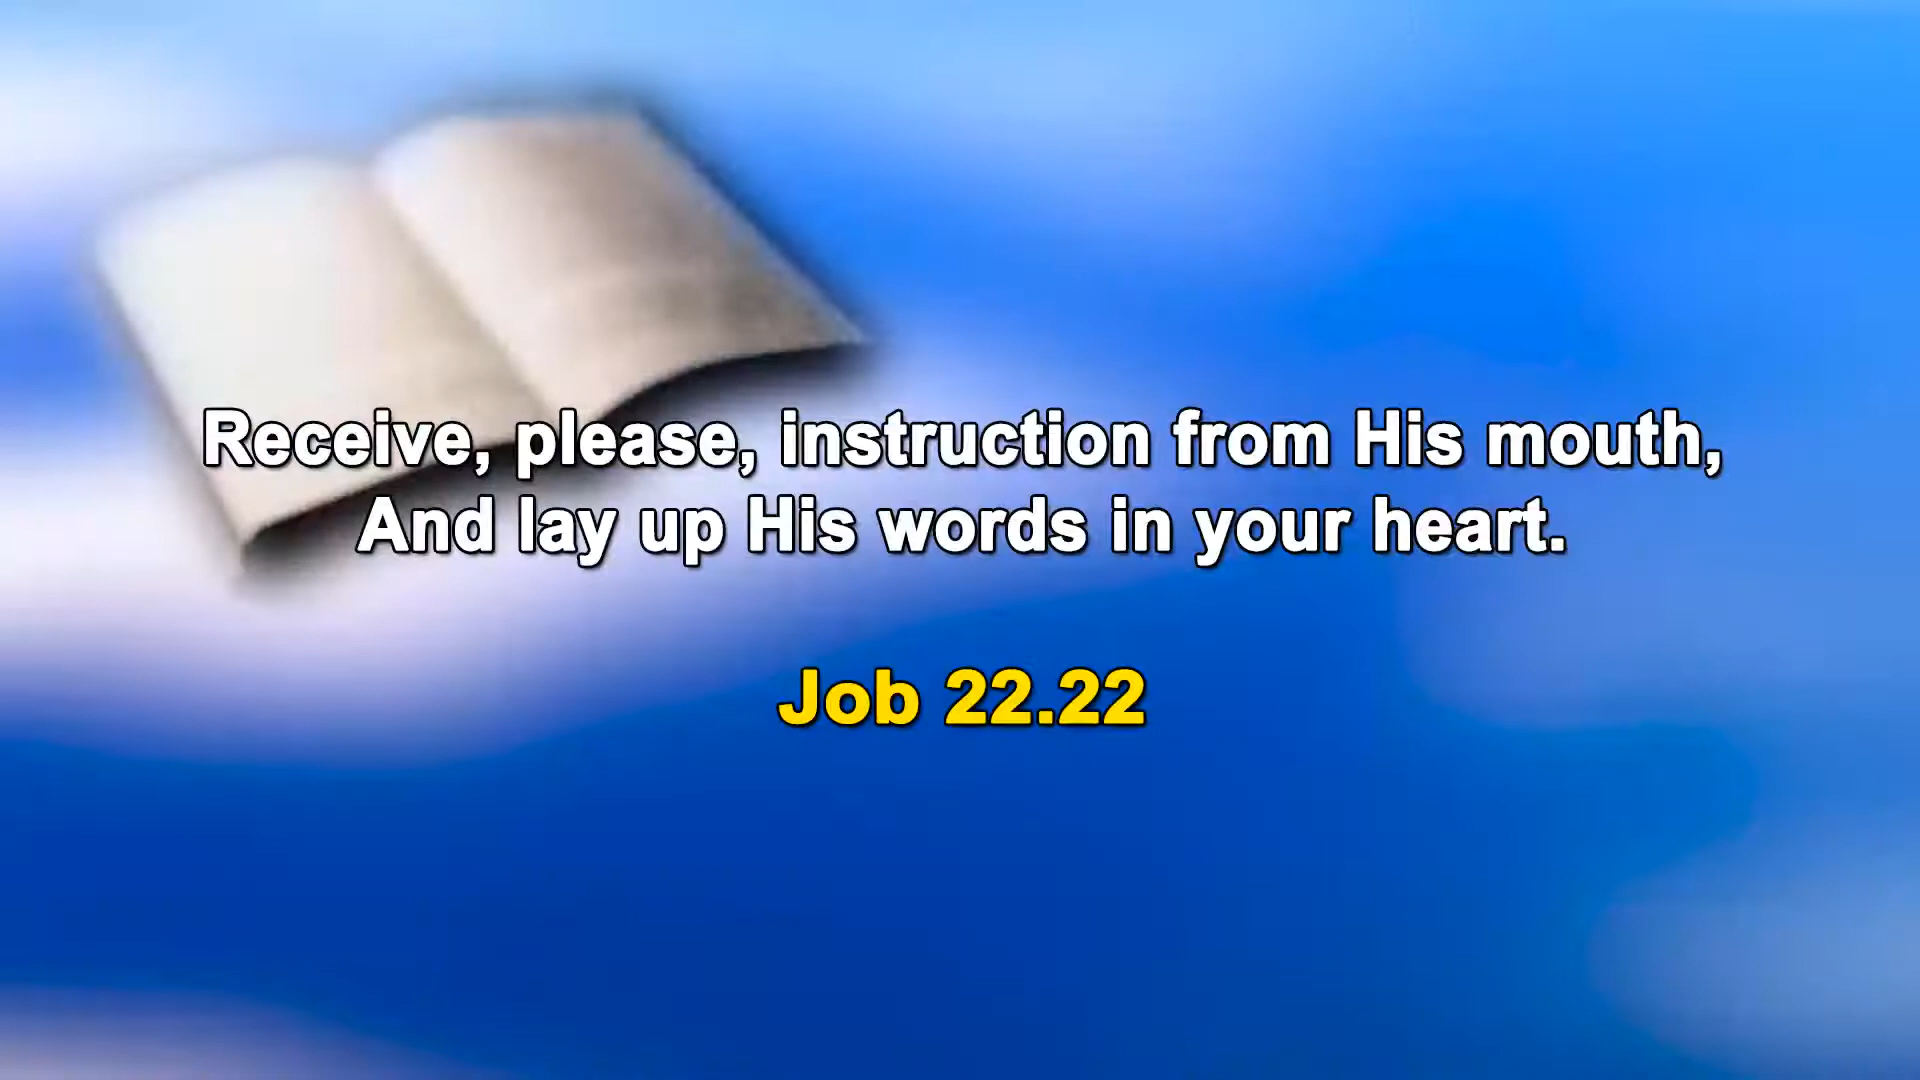 Receive, please, instruction from His mouth,
And lay up His words in your heart.
Job 22.22